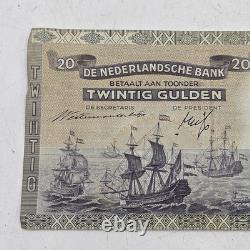 20
20
DE NEDERLANDSCHE BANK
BETAALT AAN TOONDER
TWINTIG GULDEN
DE SECRETARIS DE PRESIDENT
TWINTIG